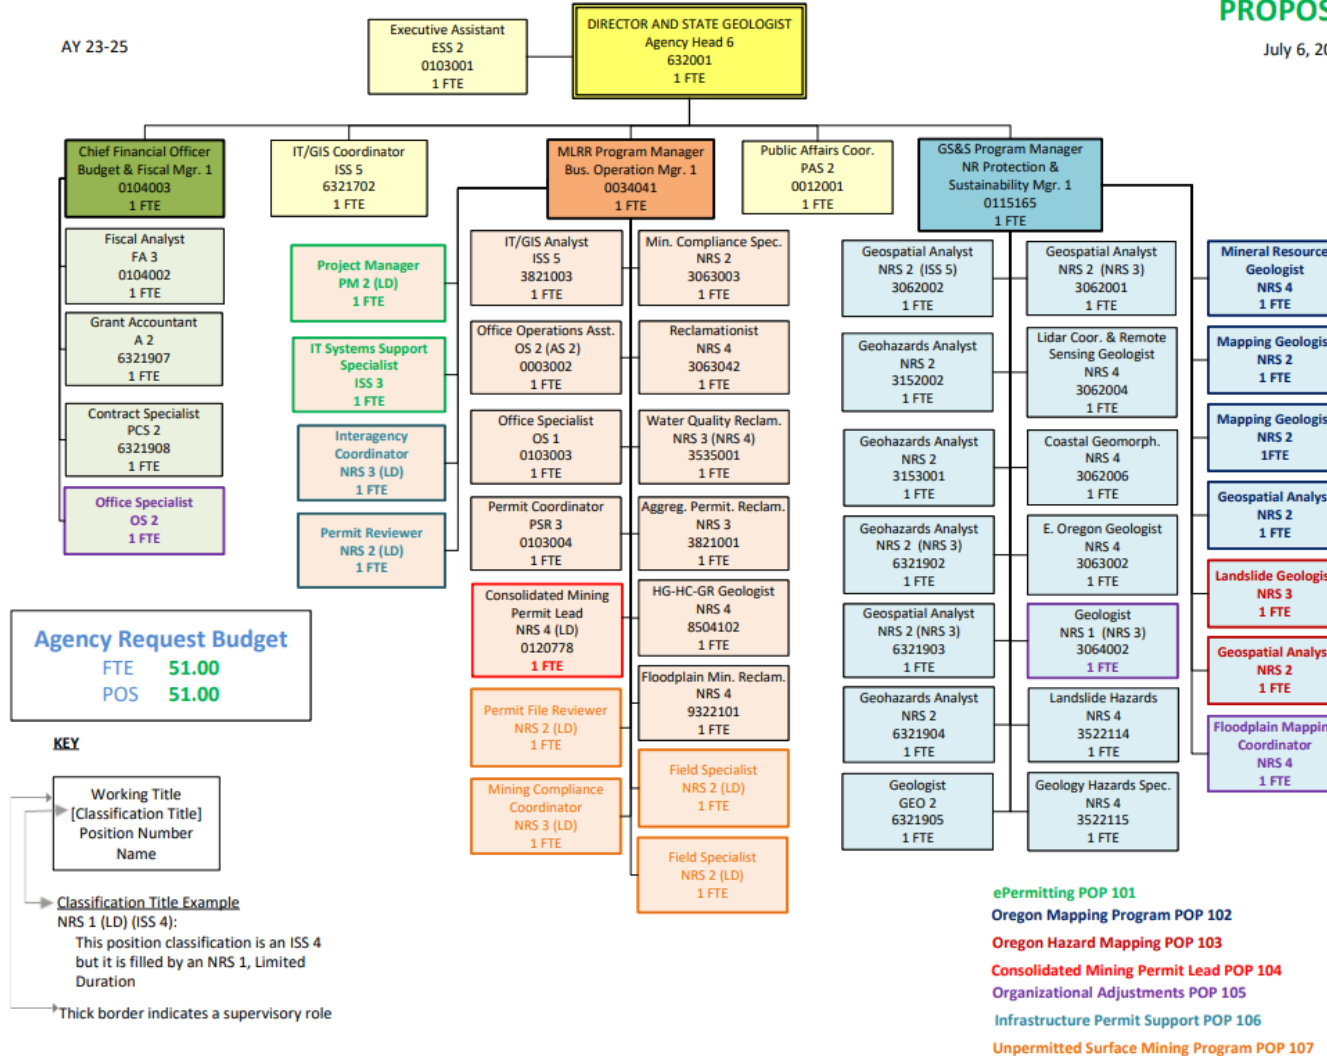 PROPOS
July 6, 20
AY 23-25
Executive Assistant
ESS 2
0103001
1 FTE
DIRECTOR AND STATE GEOLOGIST
Agency Head 6
632001
1 FTE
Chief Financial Officer
Budget & Fiscal Mgr. 1
0104003
1 FTE
IT/GIS Coordinator
ISS 5
6321702
1 FTE
MLRR Program Manager
Bus. Operation Mgr. 1
0034041
1 FTE
Public Affairs Coor.
PAS 2
0012001
1 FTE
GS&S Program Manager
NR Protection &
Sustainability Mgr. 1
0115165
1 FTE
Fiscal Analyst
FA 3
0104002
1 FTE
Grant Accountant
A 2
6321907
1 FTE
Contract Specialist
PCS 2
6321908
1 FTE
Office Specialist
OS 2
1 FTE
Project Manager
PM 2 (LD)
1 FTE
IT Systems Support
Specialist
ISS 3
1 FTE
Interagency
Coordinator
NRS 3 (LD)
1 FTE
Permit Reviewer
NRS 2 (LD)
1 FTE
IT/GIS Analyst
ISS 5
3821003
1 FTE
Office Operations Asst.
OS 2 (AS 2)
0003002
1 FTE
Office Specialist
OS 1
0103003
1 FTE
Permit Coordinator
PSR 3
0103004
1 FTE
Consolidated Mining
Permit Lead
NRS 4 (LD)
0120778
1 FTE
Permit File Reviewer
NRS 2 (LD)
1 FTE
Mining Compliance
Coordinator
NRS 3 (LD)
1 FTE
Min. Compliance Spec.
NRS 2
3063003
1 FTE
Reclamationist
NRS 4
3063042
1 FTE
Water Quality Reclam.
NRS 3 (NRS 4)
3535001
1 FTE
Aggreg. Permit. Reclam.
NRS 3
3821001
1 FTE
HG-HC-GR Geologist
NRS 4
8504102
1 FTE
Floodplain Min. Reclam.
NRS 4
9322101
1 FTE
Field Specialist
NRS 2 (LD)
1 FTE
Field Specialist
NRS 2 (LD)
1 FTE
Geospatial Analyst
NRS 2 (ISS 5)
3062002
1 FTE
Geohazards Analyst
NRS 2
3152002
1 FTE
Geohazards Analyst
NRS 2
3153001
1 FTE
Geohazards Analyst
NRS 2 (NRS 3)
6321902
1 FTE
Geospatial Analyst
NRS 2 (NRS 3)
6321903
1 FTE
Geohazards Analyst
NRS 2
6321904
1 FTE
Geologist
GEO 2
6321905
1 FTE
Geospatial Analyst
NRS 2 (NRS 3)
3062001
1 FTE
Lidar Coor. & Remote
Sensing Geologist
NRS 4
3062004
1 FTE
Coastal Geomorph.
NRS 4
3062006
1 FTE
E. Oregon Geologist
NRS 4
3063002
1 FTE
Geologist
NRS 1 (NRS 3)
3064002
1 FTE
Landslide Hazards
NRS 4
3522114
1 FTE
Geology Hazards Spec.
NRS 4
3522115
1 FTE
Mineral Resource
Geologist
NRS 4
1 FTE
Mapping Geologis
NRS 2
1 FTE
Mapping Geologis
NRS 2
1FTE
Geospatial Analys
NRS 2
1 FTE
Landslide Geologis
NRS 3
1 FTE
Geospatial Analys
NRS 2
1 FTE
Floodplain Mappin
Coordinator
NRS 4
1 FTE
Agency Request Budget
FTE 51.00
POS 51.00
KEY
Working Title
[Classification Title]
Position Number
Name
Classification Title Example
NRS 1 (LD) (ISS 4):
This position classification is an ISS 4
but it is filled by an NRS 1, Limited
Duration
Thick border indicates a supervisory role
ePermitting POP 101
Oregon Mapping Program POP 102
Oregon Hazard Mapping POP 103
Consolidated Mining Permit Lead POP 104
Organizational Adjustments POP 105
Infrastructure Permit Support POP 106
Unpermitted Surface Mining Program POP 107